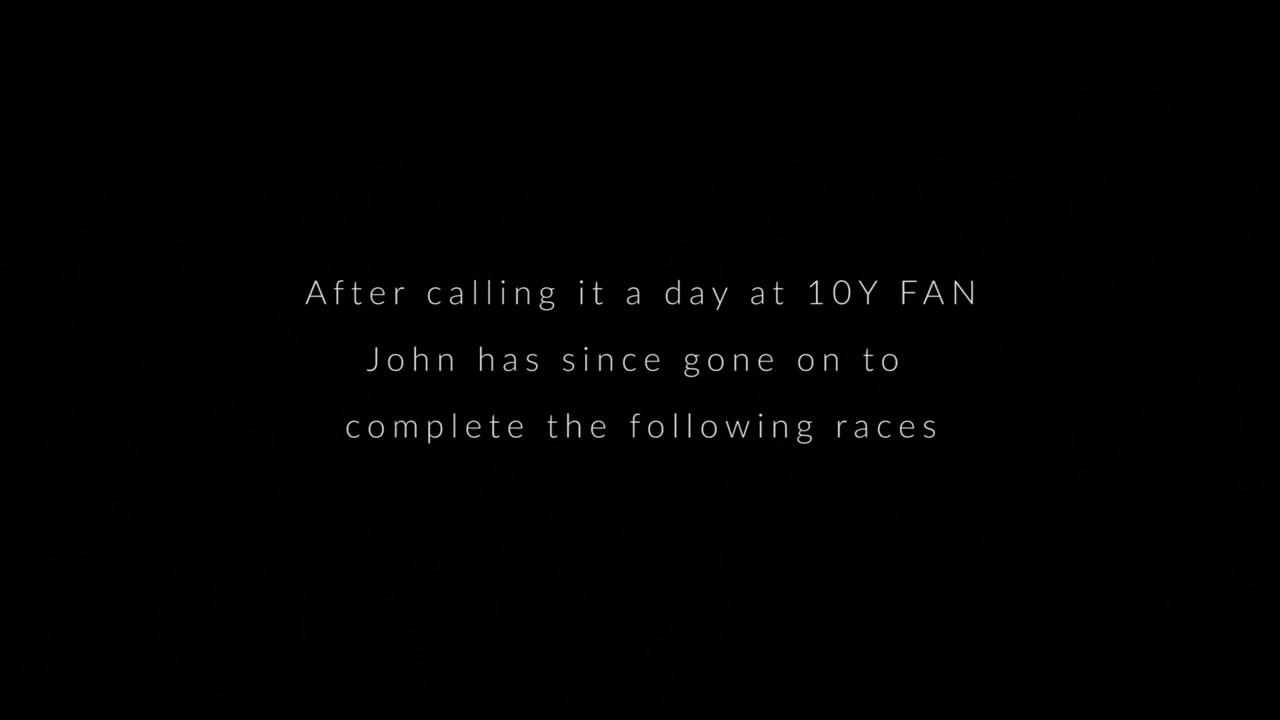 After calling it a day at 10Y FAN
John has since gone on to
complete the following races